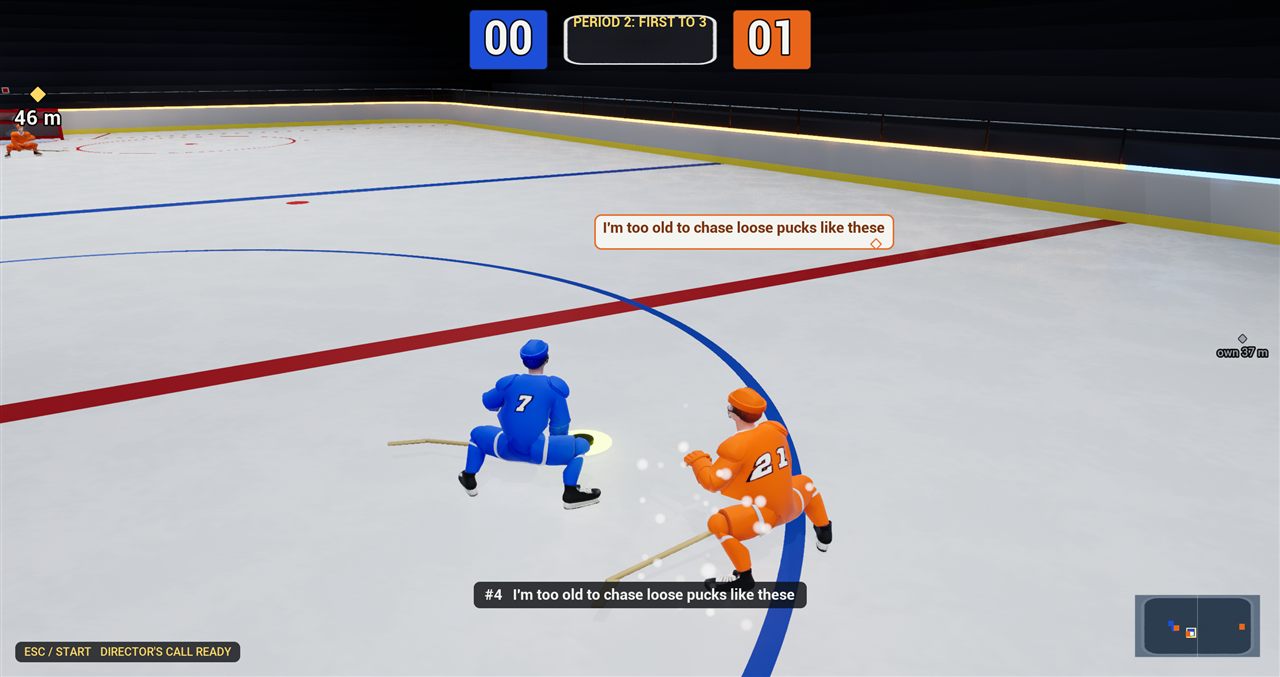 00
PERIOD 2: FIRST TO 3
01
46 m
I'm too old to chase loose pucks like these
own 37 m
7
21
#4 I'm too old to chase loose pucks like these
ESC / START DIRECTOR'S CALL READY